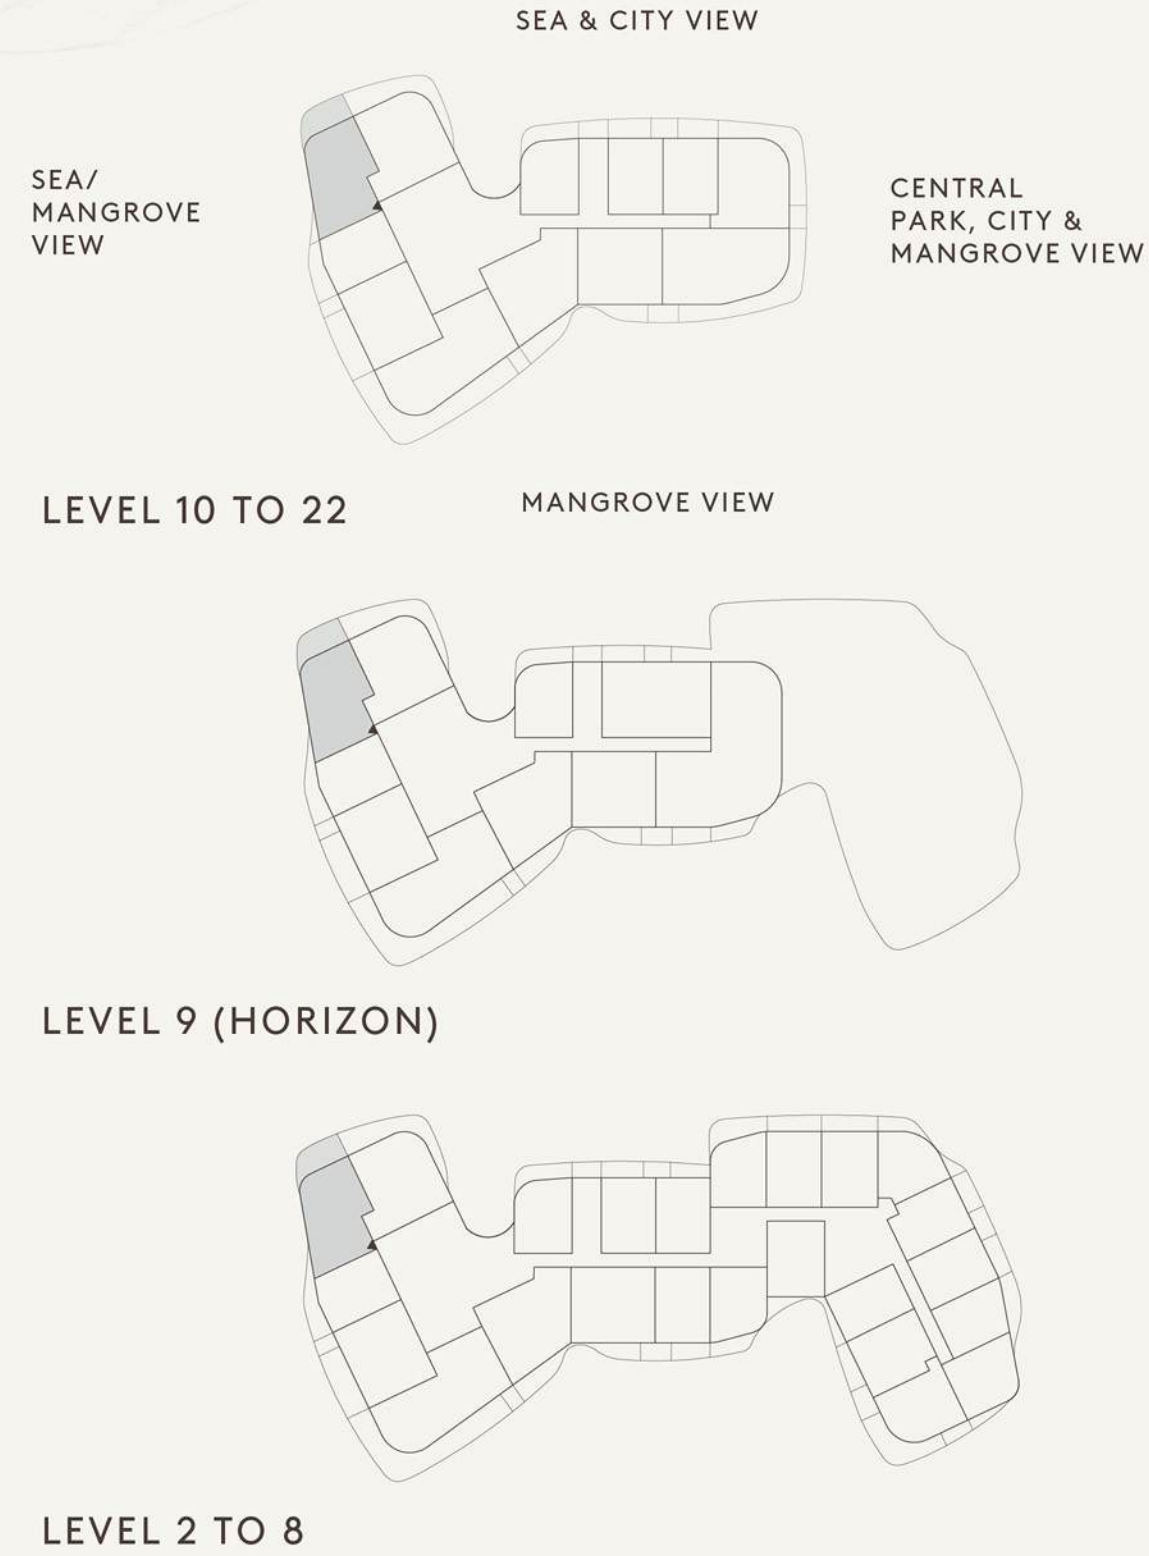 SEA & CITY VIEW
SEA/
MANGROVE
VIEW
CENTRAL
PARK, CITY &
MANGROVE VIEW
LEVEL 10 TO 22
MANGROVE VIEW
LEVEL 9 (HORIZON)
LEVEL 2 TO 8